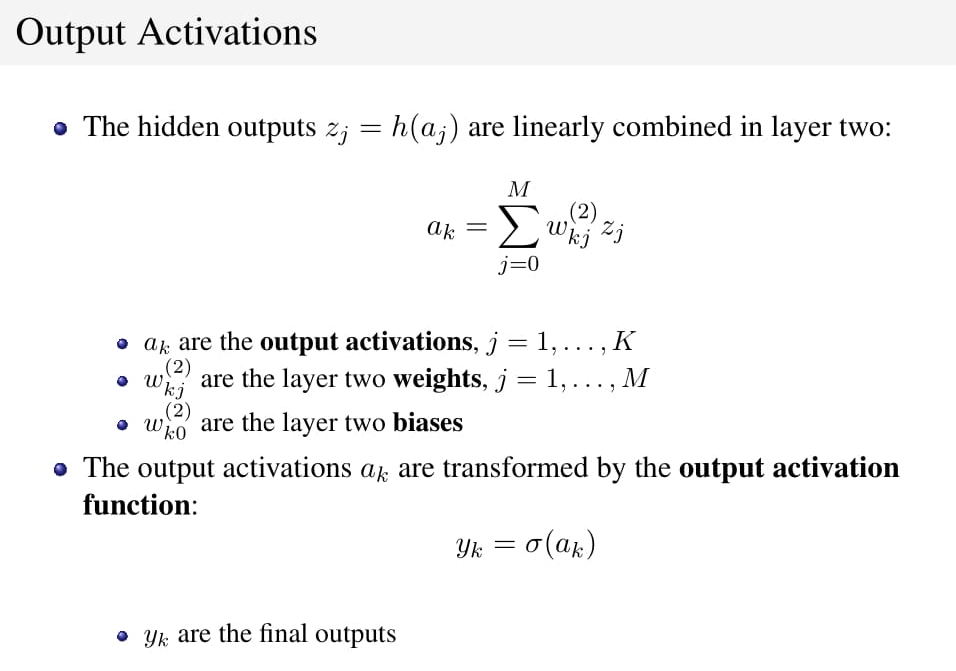 Output Activations
• The hidden outputs $z_j = h(a_j)$ are linearly combined in layer two:
$a_k = \sum_{j=0}^{M} w_{kj}^{(2)} z_j$
• $a_k$ are the output activations, $j = 1, \ldots, K$
• $w_{kj}^{(2)}$ are the layer two weights, $j = 1, \ldots, M$
• $w_{k0}^{(2)}$ are the layer two biases
• The output activations $a_k$ are transformed by the output activation
function:
$y_k = \sigma(a_k)$
• $y_k$ are the final outputs